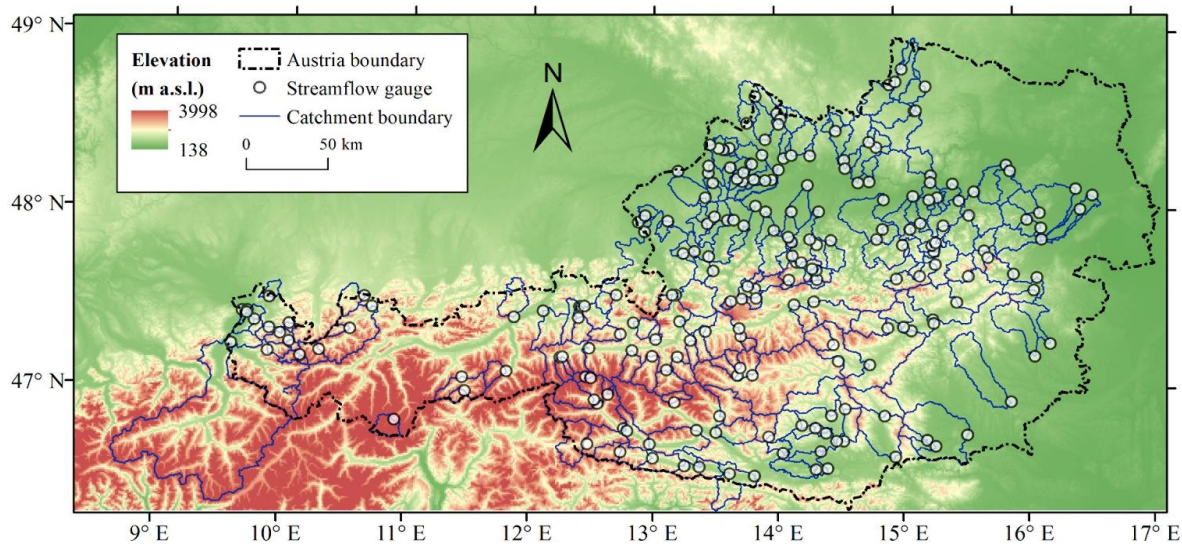 49° N
48° N
47° N
Elevation
(m a.s.l.)
3998
138
Austria boundary
Streamflow gauge
Catchment boundary
0 50 km
N
9° E 10° E 11° E 12° E 13° E 14° E 15° E 16° E 17° E